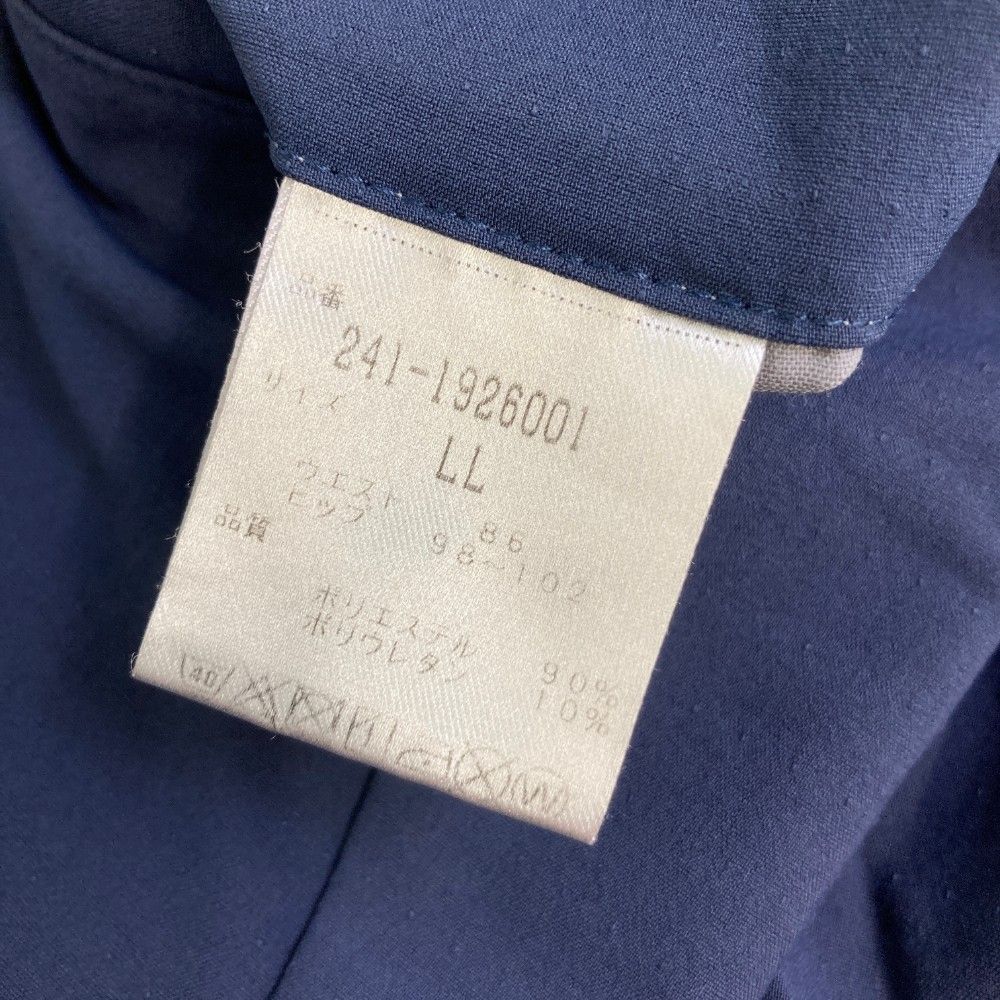 品番
241-1926001
サイズ
LL
ウエスト 86
ヒップ 98~102
品質
ポリエステル 90%
ポリウレタン 10%
40